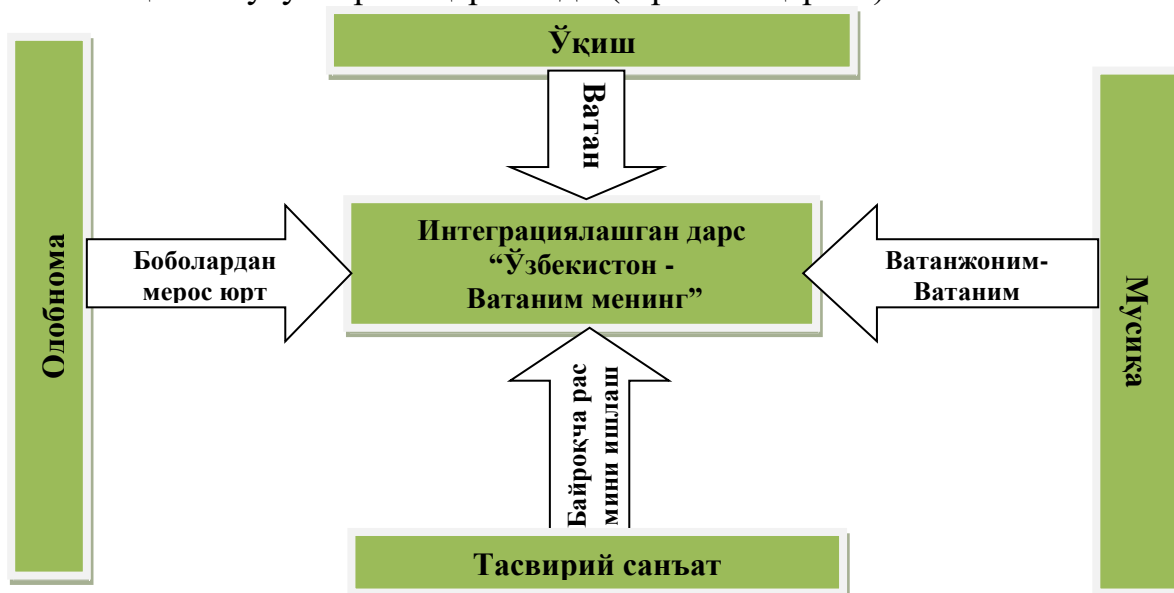 Ўқиш
Ватан
Одобнома
Боболардан
мерос юрт
Интеграциялашган дарс
“Ўзбекистон -
Ватаним менинг”
Ватанжоним-
Ватаним
Мусиқа
Байроқча рас
мини ишлаш
Тасвирий санъат